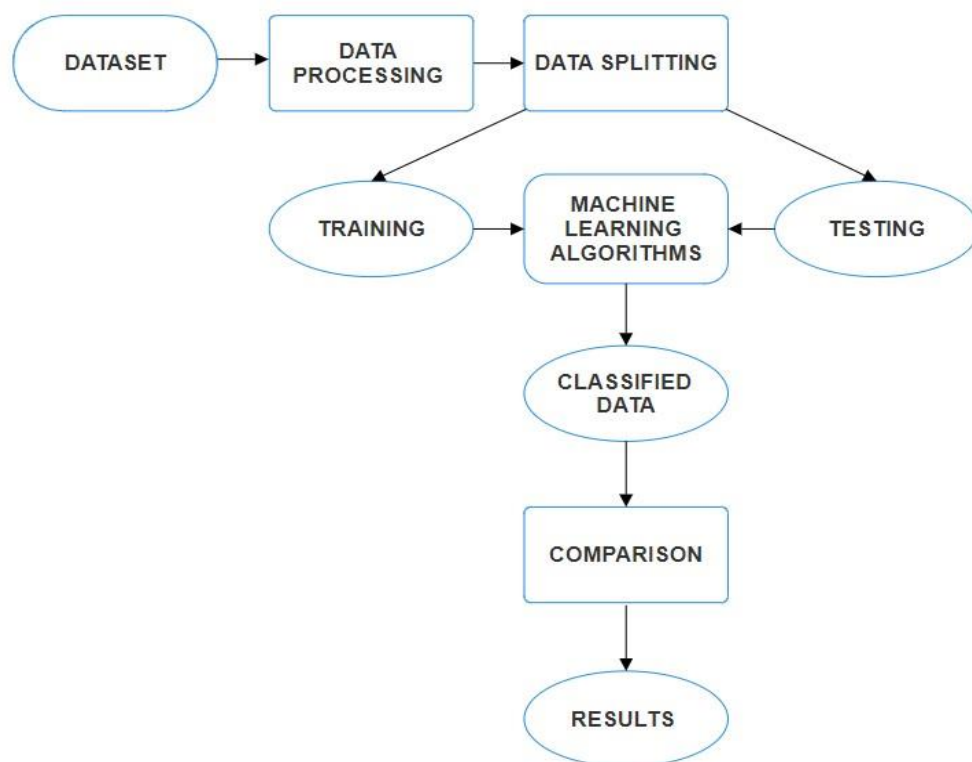 DATASET
DATA
PROCESSING
DATA SPLITTING
TRAINING
MACHINE
LEARNING
ALGORITHMS
TESTING
CLASSIFIED
DATA
COMPARISON
RESULTS